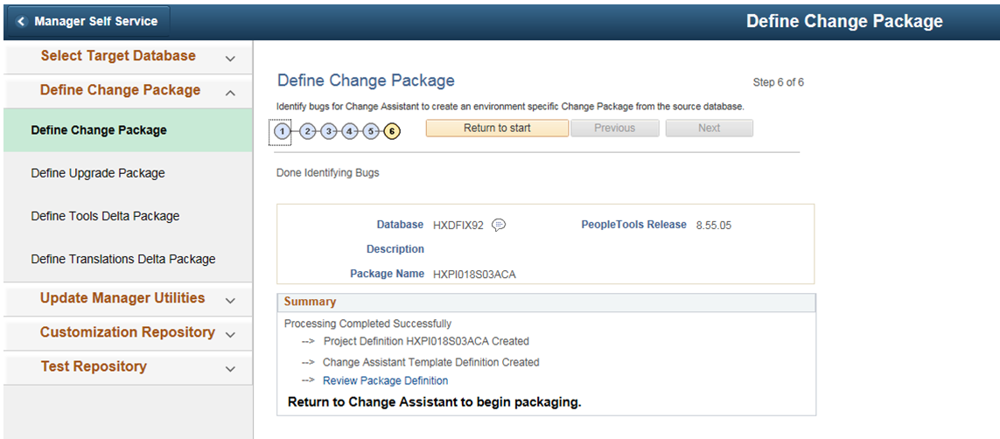 Manager Self Service
Define Change Package
Select Target Database
Define Change Package
Define Change Package
Define Upgrade Package
Define Tools Delta Package
Define Translations Delta Package
Update Manager Utilities
Customization Repository
Test Repository
Define Change Package
Step 6 of 6
Identify bugs for Change Assistant to create an environment specific Change Package from the source database.
1 2 3 4 5 6
Return to start
Previous
Next
Done Identifying Bugs
Database HXDFIX92 PeopleTools Release 8.55.05
Description
Package Name HXPI018S03ACA
Summary
Processing Completed Successfully
--> Project Definition HXPI018S03ACA Created
--> Change Assistant Template Definition Created
--> Review Package Definition
Return to Change Assistant to begin packaging.